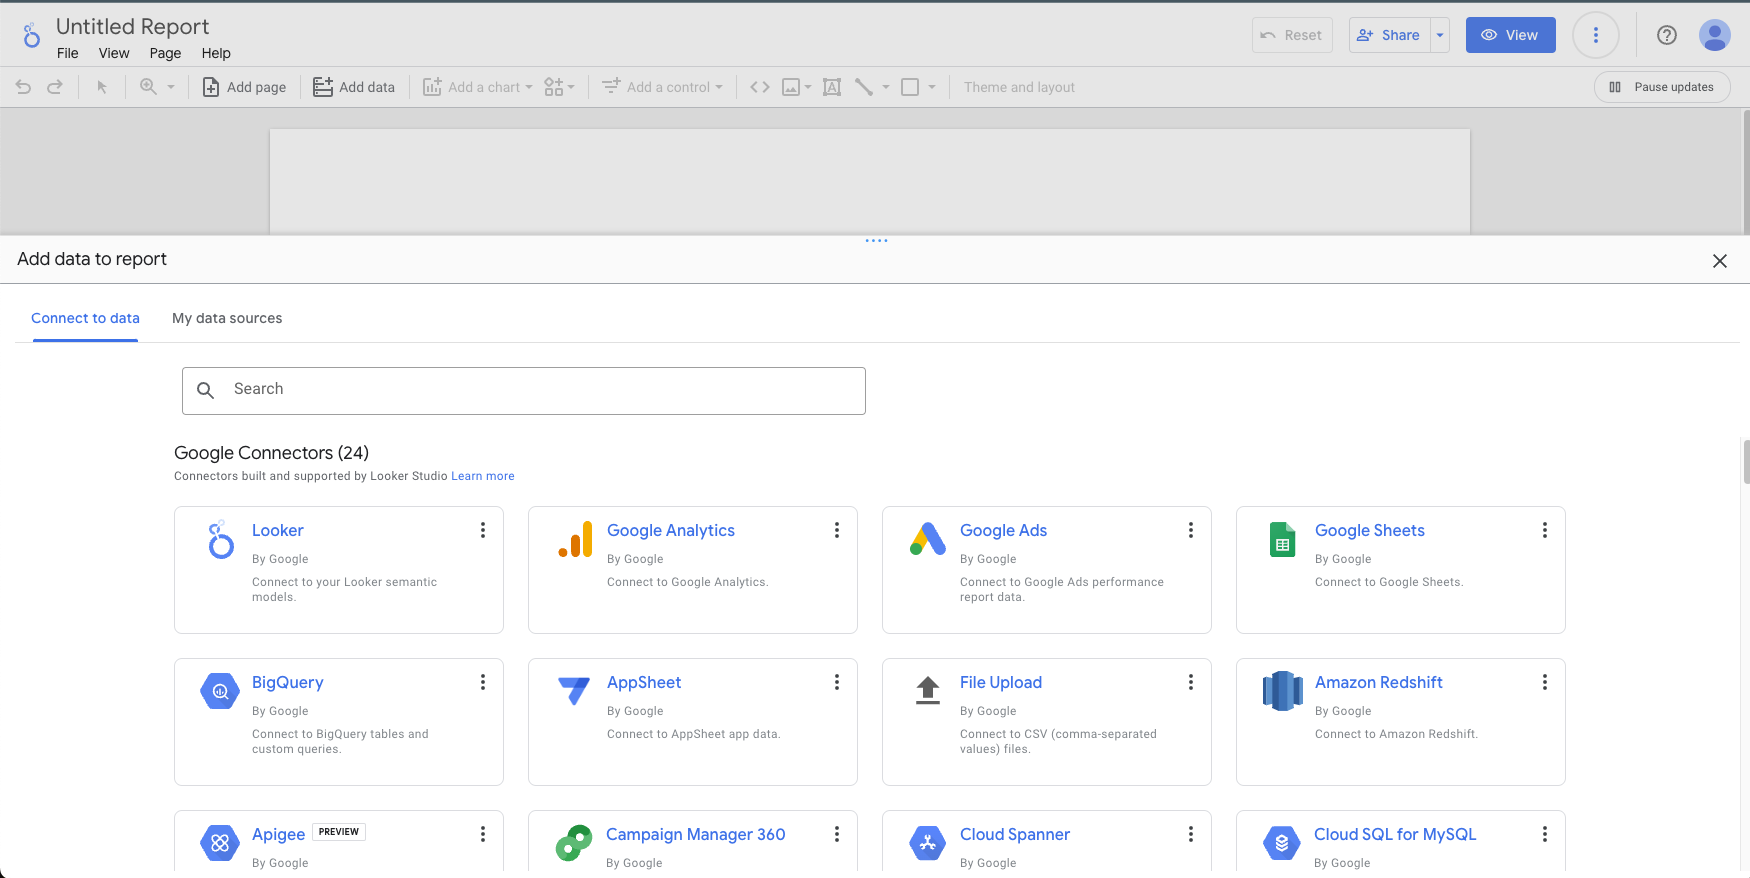 Untitled Report
File View Page Help
Reset Share View
Add page Add data Add a chart Add a control Theme and layout Pause updates
Add data to report
Connect to data My data sources
Search
Google Connectors (24)
Connectors built and supported by Looker Studio Learn more
Looker
By Google
Connect to your Looker semantic
models.
Google Analytics
By Google
Connect to Google Analytics.
Google Ads
By Google
Connect to Google Ads performance
report data.
Google Sheets
By Google
Connect to Google Sheets.
BigQuery
By Google
Connect to BigQuery tables and
custom queries.
AppSheet
By Google
Connect to AppSheet app data.
File Upload
By Google
Connect to CSV (comma-separated
values) files.
Amazon Redshift
By Google
Connect to Amazon Redshift.
Apigee PREVIEW
By Google
Campaign Manager 360
By Google
Cloud Spanner
By Google
Cloud SQL for MySQL
By Google